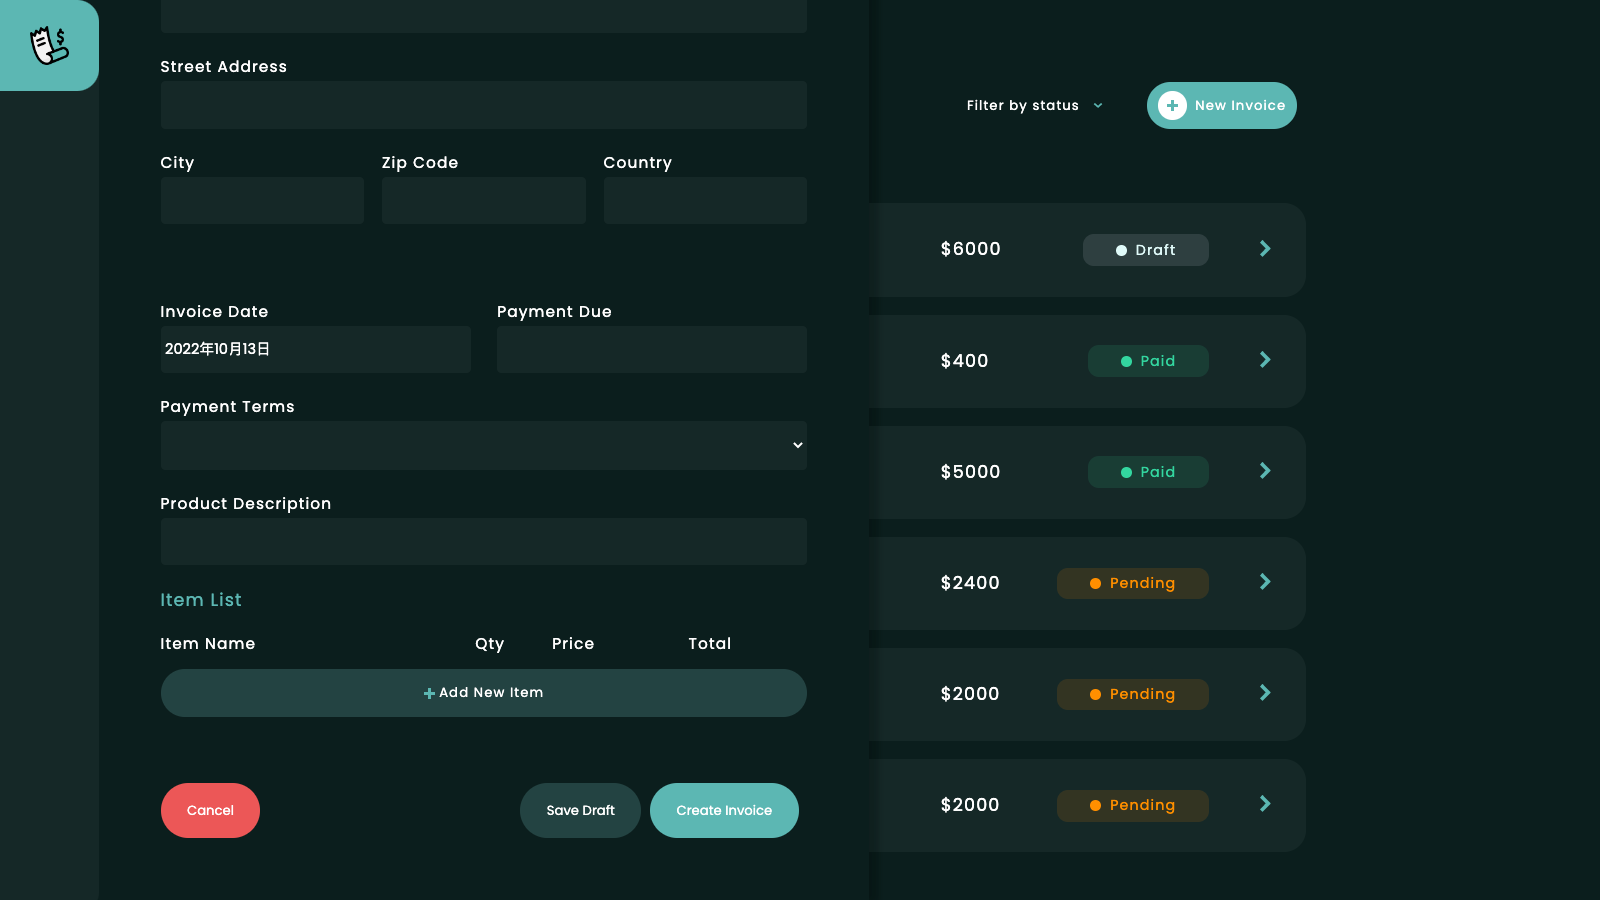 $
Street Address
City Zip Code Country
Invoice Date Payment Due
2022年10月13日
Payment Terms
Product Description
Item List
Item Name Qty Price Total
+ Add New Item
Cancel Save Draft Create Invoice
Filter by status
+ New Invoice
$6000 Draft
$400 Paid
$5000 Paid
$2400 Pending
$2000 Pending
$2000 Pending